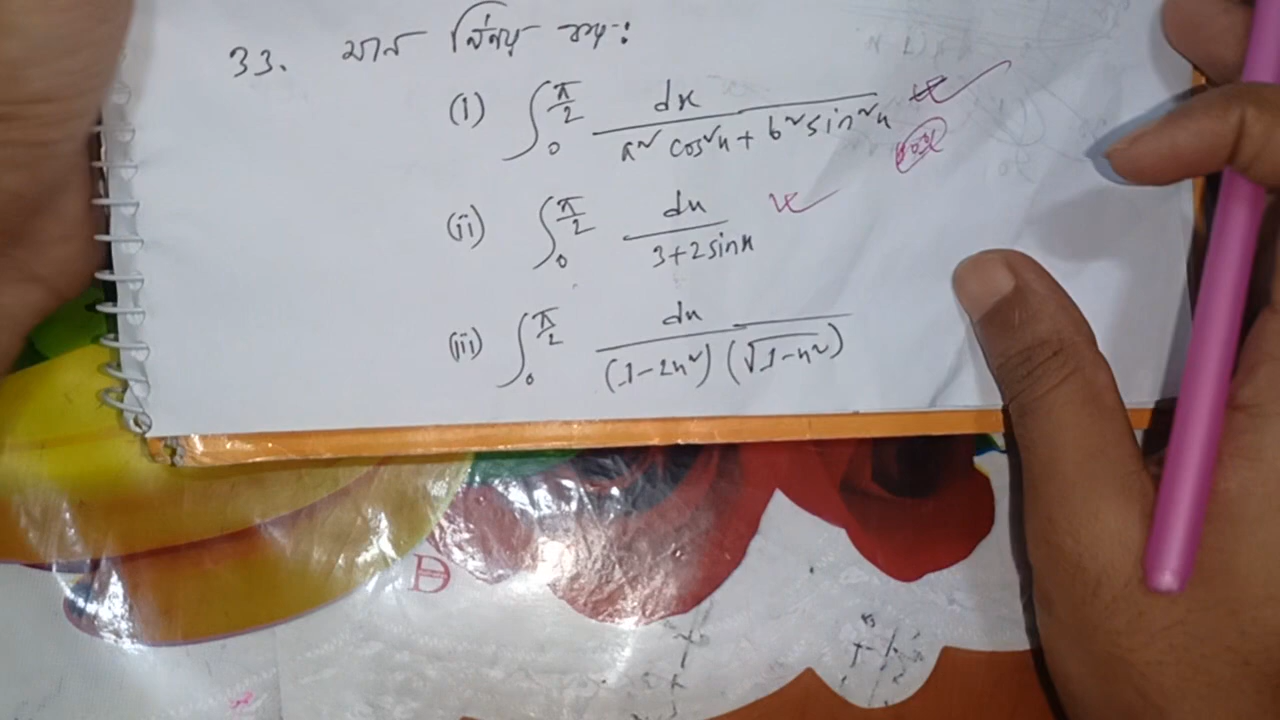 33. মান নির্ণয় কর:
(i) ∫₀^{π/2} dx / (a² cos²x + b² sin²x)
(ii) ∫₀^{π/2} dx / (3+2sinx)
(iii) ∫₀^{π/2} dx / ((1-2x²) (√(1-x²)))